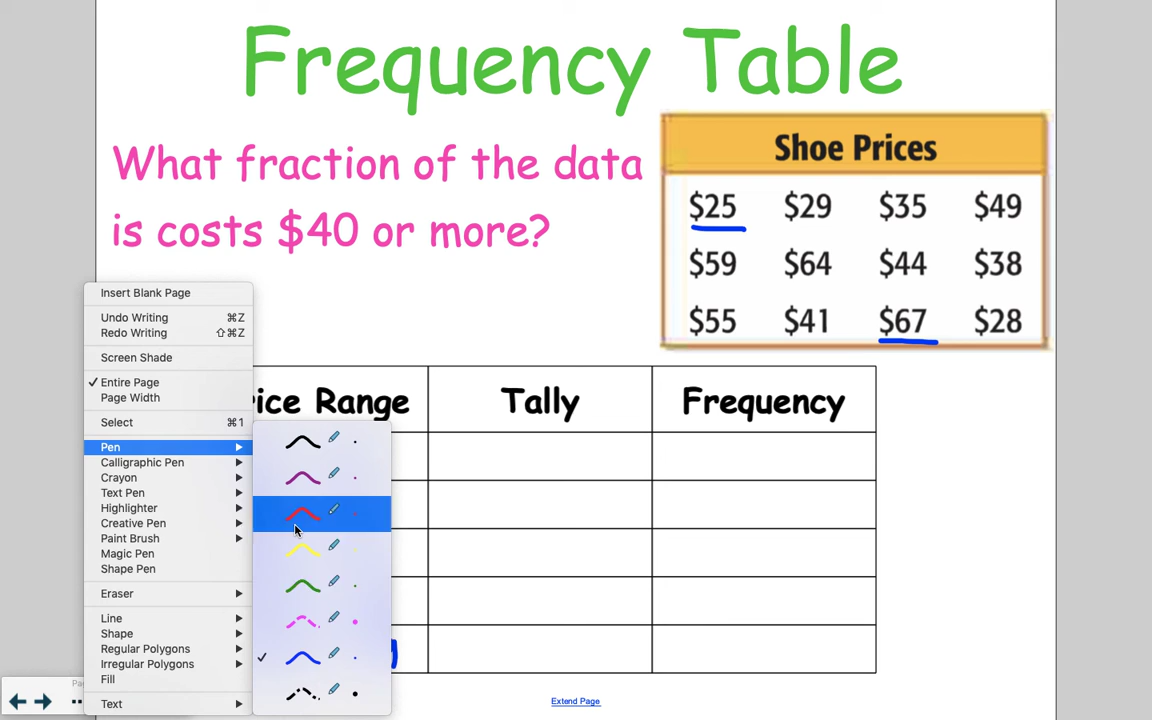 Frequency Table
What fraction of the data
is costs $40 or more?
Shoe Prices
$25 $29 $35 $49
$59 $64 $44 $38
$55 $41 $67 $28
Insert Blank Page
Undo Writing ⌘Z
Redo Writing ⇧⌘Z
Screen Shade
✓ Entire Page
Page Width
Select ⌘1
Pen
Calligraphic Pen
Crayon
Text Pen
Highlighter
Creative Pen
Paint Brush
Magic Pen
Shape Pen
Eraser
Line
Shape
Regular Polygons
Irregular Polygons
Fill
Text
ice Range Tally Frequency
Extend Page